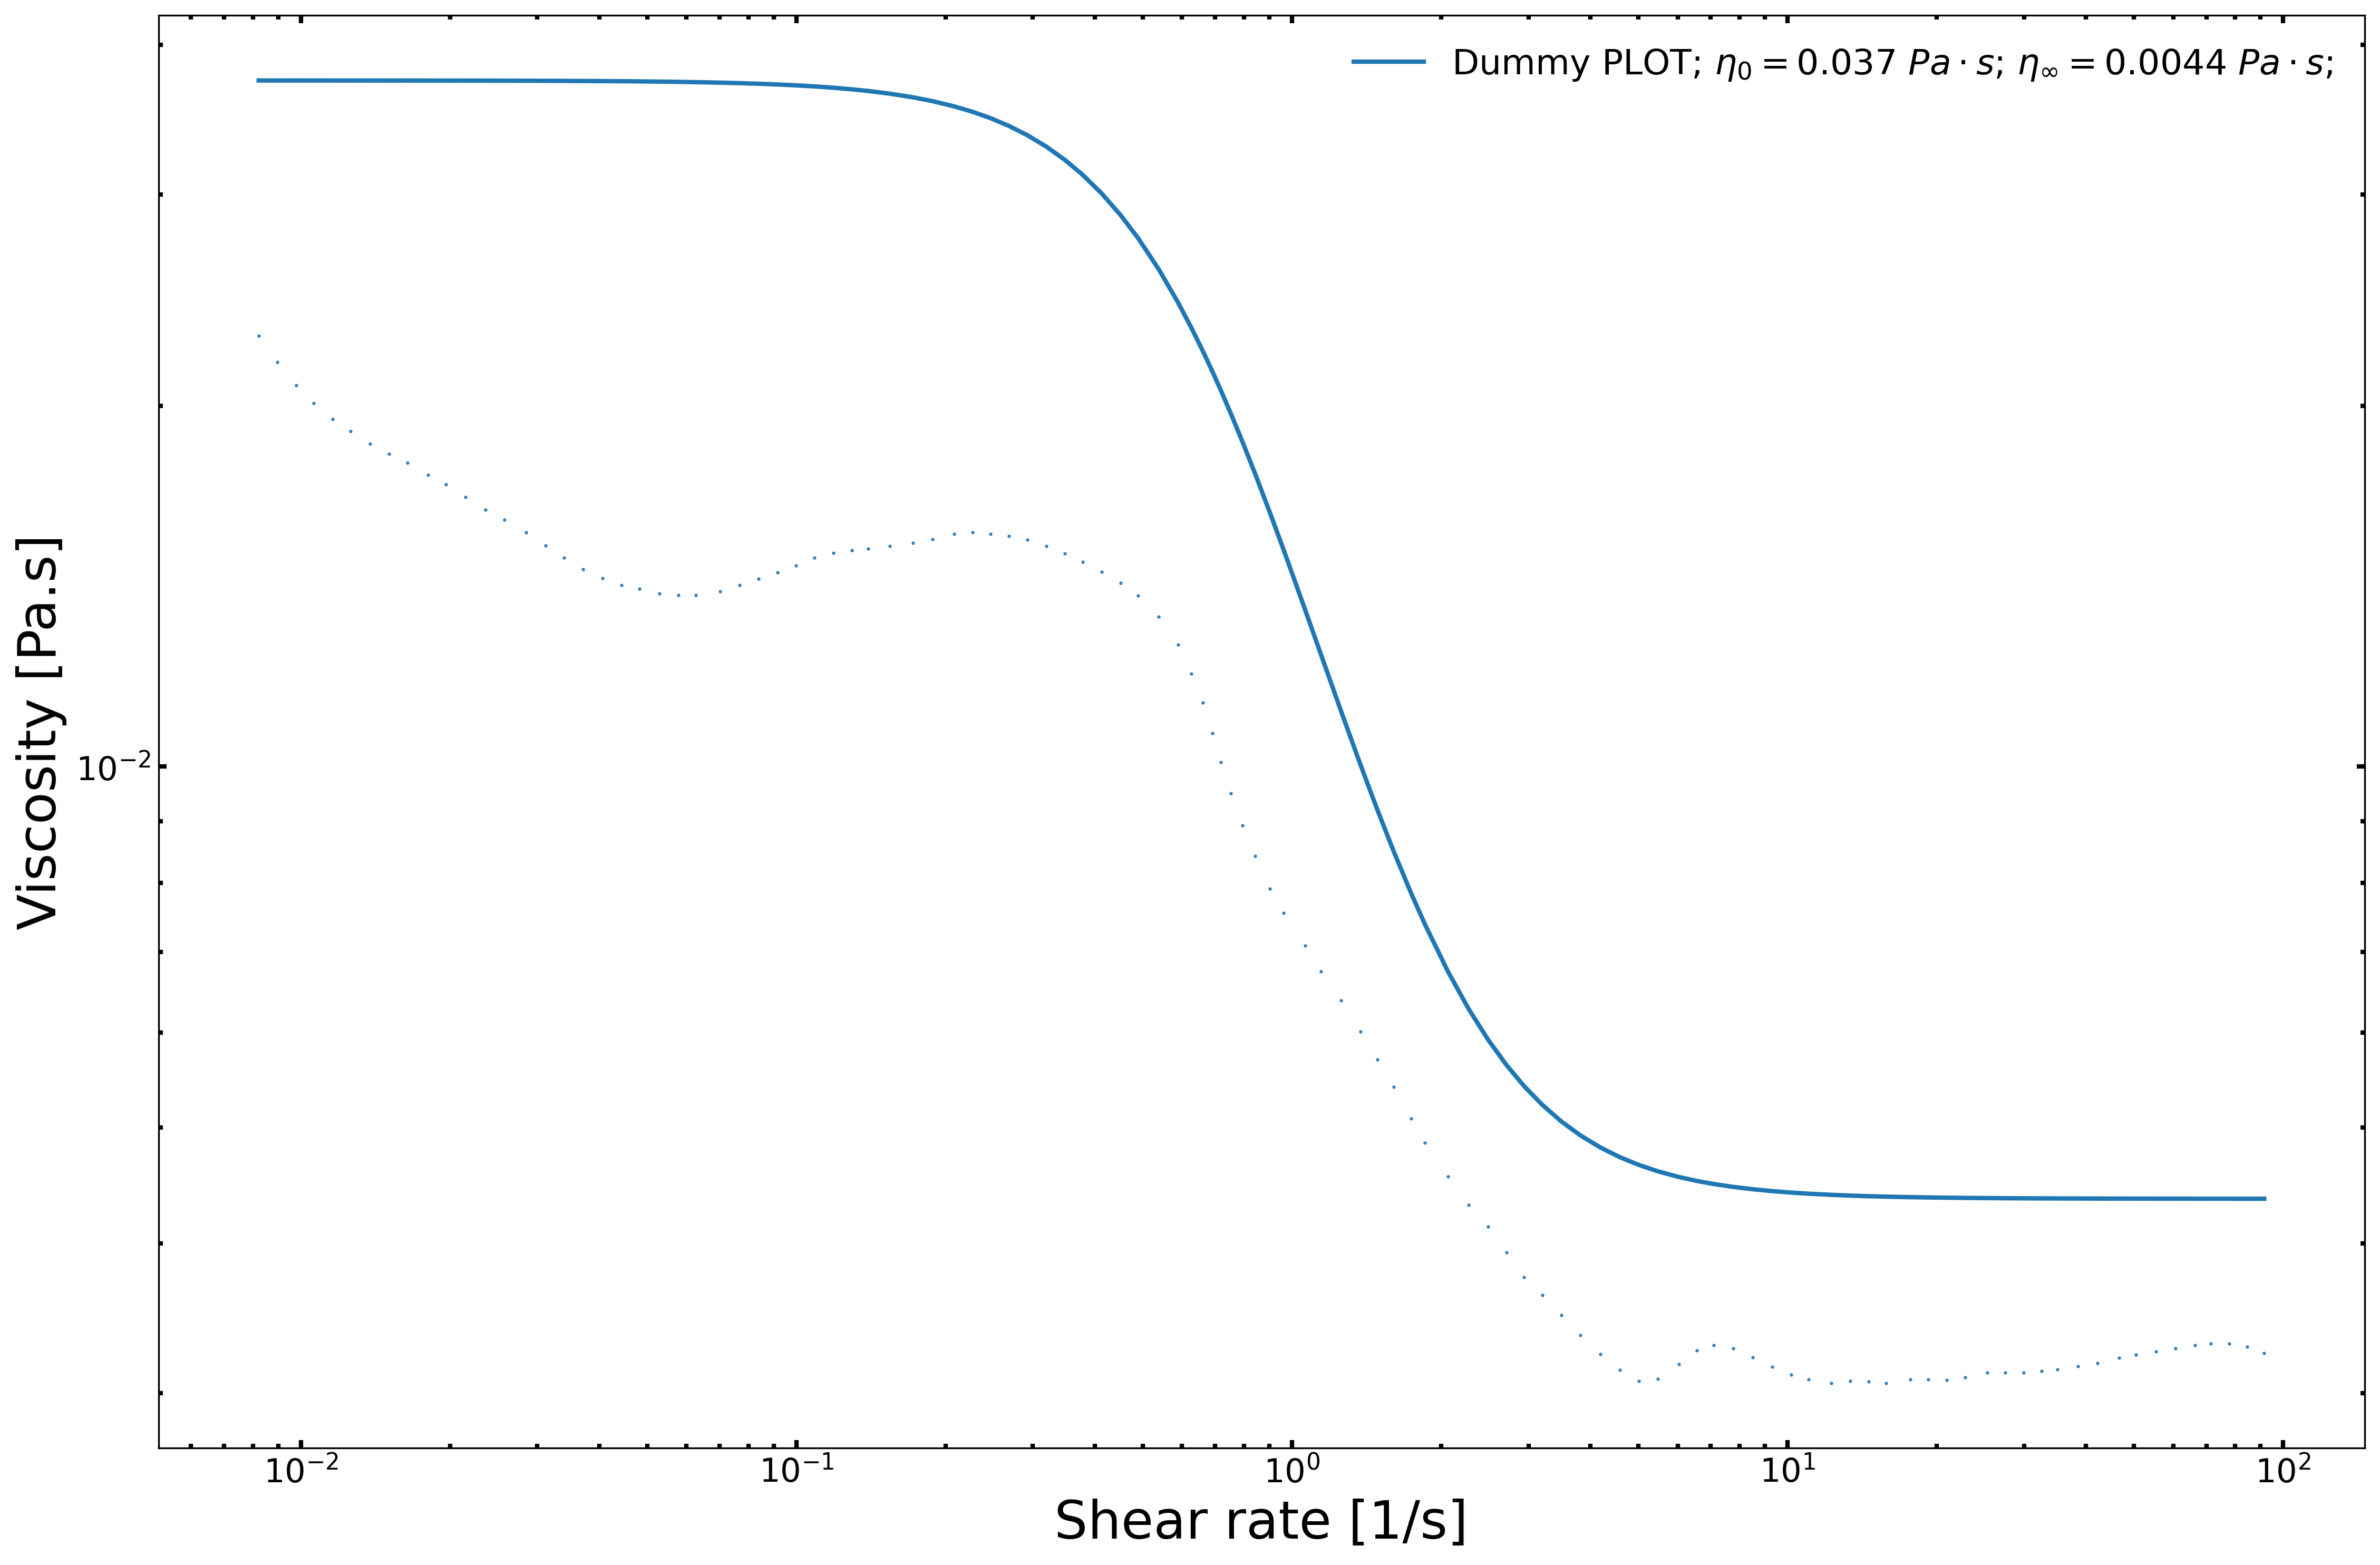 Dummy PLOT; η₀ = 0.037 Pa · s; η∞ = 0.0044 Pa · s;
Viscosity [Pa.s]
10⁻²
10⁻² 10⁻¹ 10⁰ 10¹ 10²
Shear rate [1/s]